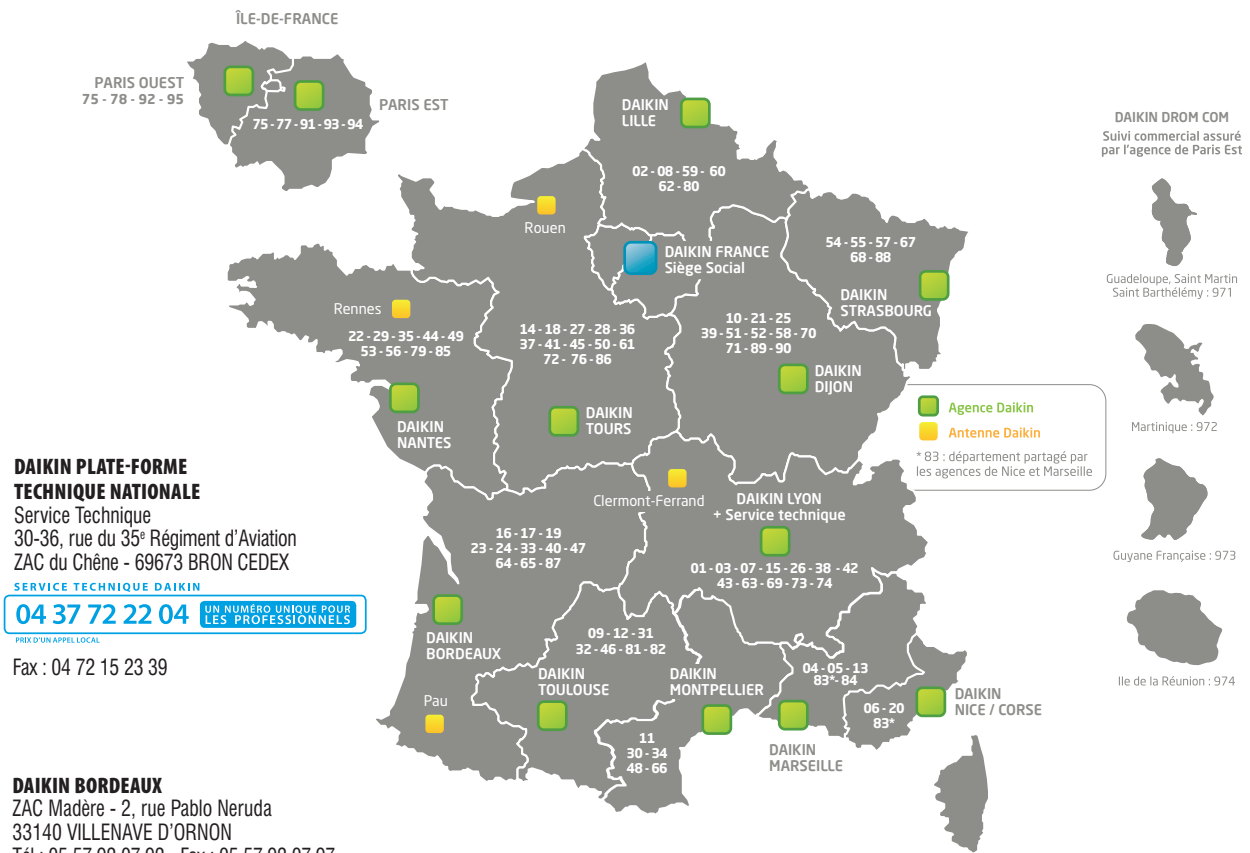 ÎLE-DE-FRANCE
PARIS OUEST
75 - 78 - 92 - 95
PARIS EST
75 - 77 - 91 - 93 - 94
DAIKIN
LILLE
02 - 08 - 59 - 60
62 - 80
DAIKIN DROM COM
Suivi commercial assuré
par l'agence de Paris Est
Rouen
DAIKIN FRANCE
Siège Social
54 - 55 - 57 - 67
68 - 88
DAIKIN
STRASBOURG
Guadeloupe, Saint Martin
Saint Barthélémy : 971
Rennes
22 - 29 - 35 - 44 - 49
53 - 56 - 79 - 85
14 - 18 - 27 - 28 - 36
37 - 41 - 45 - 50 - 61
72 - 76 - 86
10 - 21 - 25
39 - 51 - 52 - 58 - 70
71 - 89 - 90
DAIKIN
DIJON
DAIKIN
NANTES
DAIKIN
TOURS
Agence Daikin
Antenne Daikin
* 83 : département partagé par
les agences de Nice et Marseille
Martinique : 972
DAIKIN PLATE-FORME
TECHNIQUE NATIONALE
Service Technique
30-36, rue du 35e Régiment d'Aviation
ZAC du Chêne - 69673 BRON CEDEX
SERVICE TECHNIQUE DAIKIN
04 37 72 22 04 UN NUMÉRO UNIQUE POUR
LES PROFESSIONNELS
PRIX D'UN APPEL LOCAL
Fax : 04 72 15 23 39
Clermont-Ferrand
DAIKIN LYON
+ Service technique
16 - 17 - 19
23 - 24 - 33 - 40 - 47
64 - 65 - 87
01 - 03 - 07 - 15 - 26 - 38 - 42
43 - 63 - 69 - 73 - 74
Guyane Française : 973
DAIKIN
BORDEAUX
09 - 12 - 31
32 - 46 - 81 - 82
DAIKIN
TOULOUSE
DAIKIN
MONTPELLIER
04 - 05 - 13
83* - 84
06 - 20
83*
DAIKIN
NICE / CORSE
Ile de la Réunion : 974
Pau
11
30 - 34
48 - 66
DAIKIN
MARSEILLE
DAIKIN BORDEAUX
ZAC Madère - 2, rue Pablo Neruda
33140 VILLENAVE D'ORNON